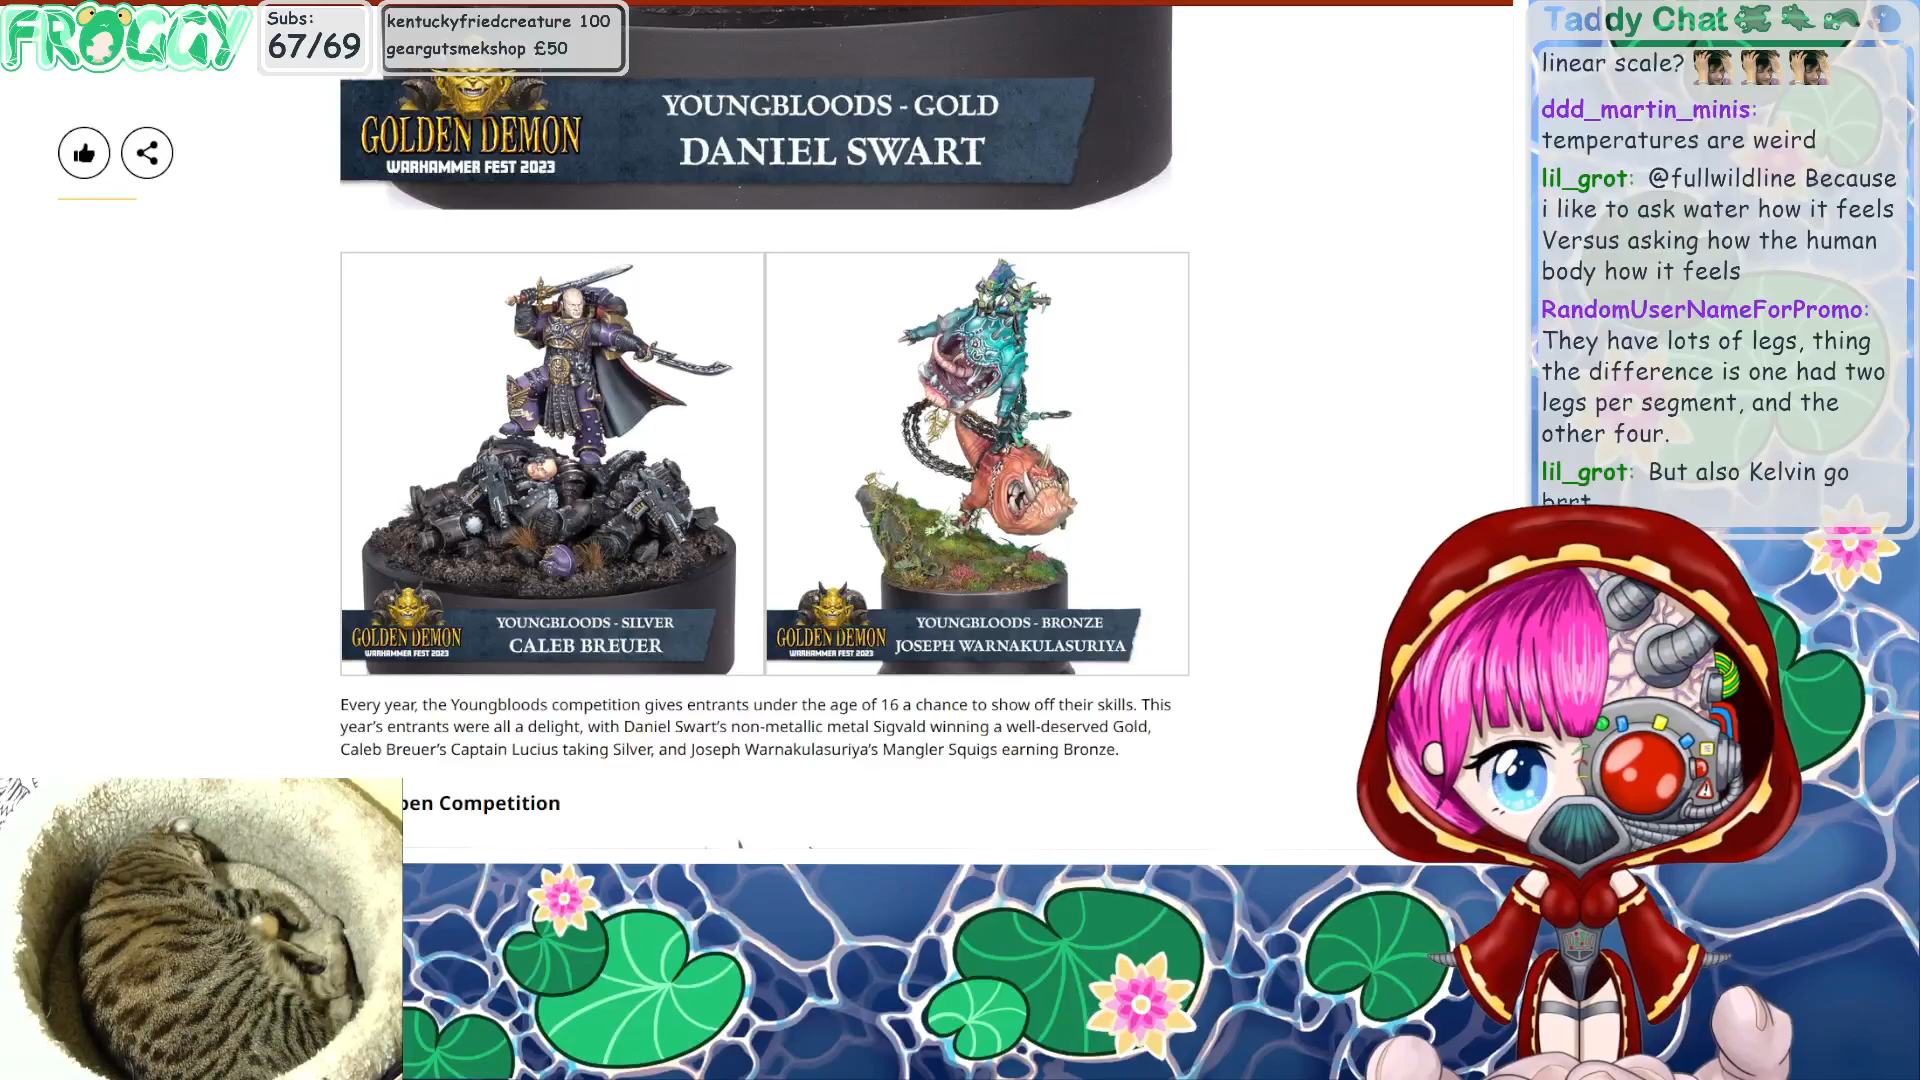 FROGGY
Subs:
67/69
kentuckyfriedcreature 100
geargutsmekshop £50
GOLDEN DEMON
WARHAMMER FEST 2023
YOUNGBLOODS - GOLD
DANIEL SWART
GOLDEN DEMON
WARHAMMER FEST 2023
YOUNGBLOODS - SILVER
CALEB BREUER
GOLDEN DEMON
WARHAMMER FEST 2023
YOUNGBLOODS - BRONZE
JOSEPH WARNAKULASURIYA
Every year, the Youngbloods competition gives entrants under the age of 16 a chance to show off their skills. This
year's entrants were all a delight, with Daniel Swart's non-metallic metal Sigvald winning a well-deserved Gold,
Caleb Breuer's Captain Lucius taking Silver, and Joseph Warnakulasuriya's Mangler Squigs earning Bronze.
pen Competition
Taddy Chat
linear scale?
ddd_martin_minis:
temperatures are weird
lil_grot: @fullwildline Because
i like to ask water how it feels
Versus asking how the human
body how it feels
RandomUserNameForPromo:
They have lots of legs, thing
the difference is one had two
legs per segment, and the
other four.
lil_grot: But also Kelvin go
brrt